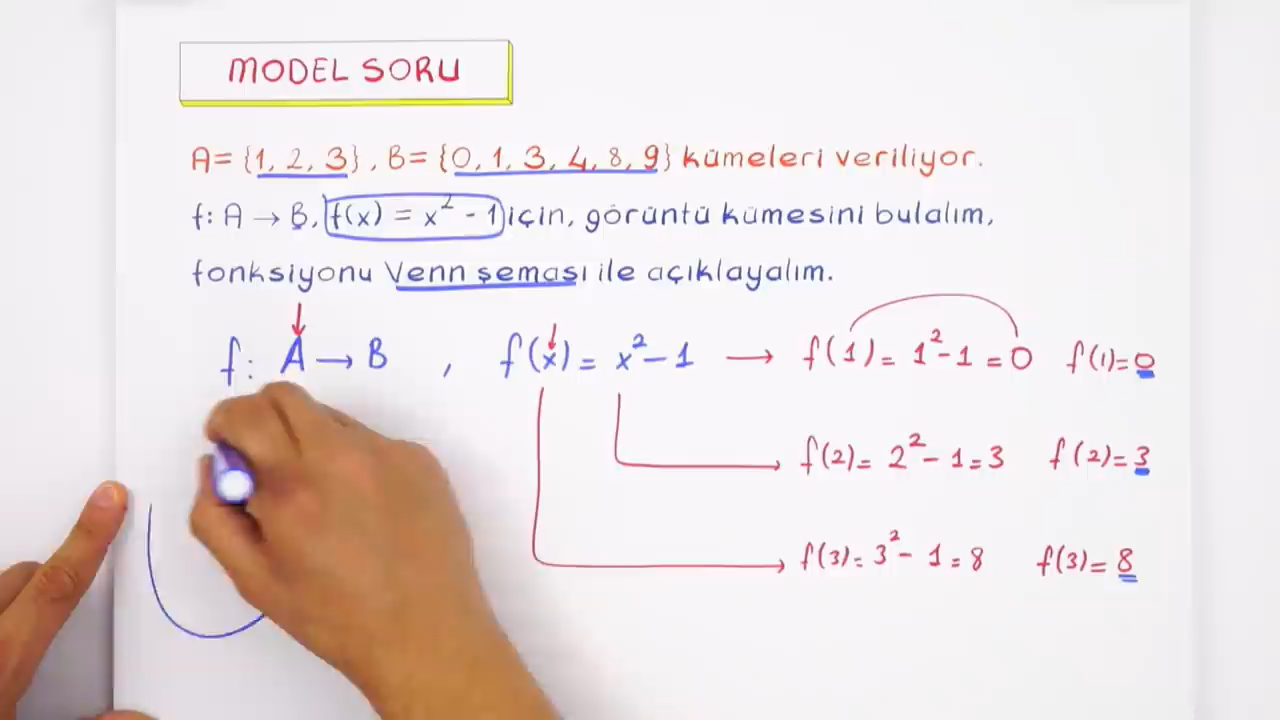 MODEL SORU
A= {1, 2, 3}, B= {0, 1, 3, 4, 8, 9} kümeleri veriliyor.
f: A → B, f(x) = x² - 1 için, görüntü kümesini bulalım,
fonksiyonu Venn şeması ile açıklayalım.
f: A → B , f(x) = x² - 1 → f(1) = 1² - 1 = 0 f(1) = 0
f(2) = 2² - 1 = 3 f(2) = 3
f(3) = 3² - 1 = 8 f(3) = 8